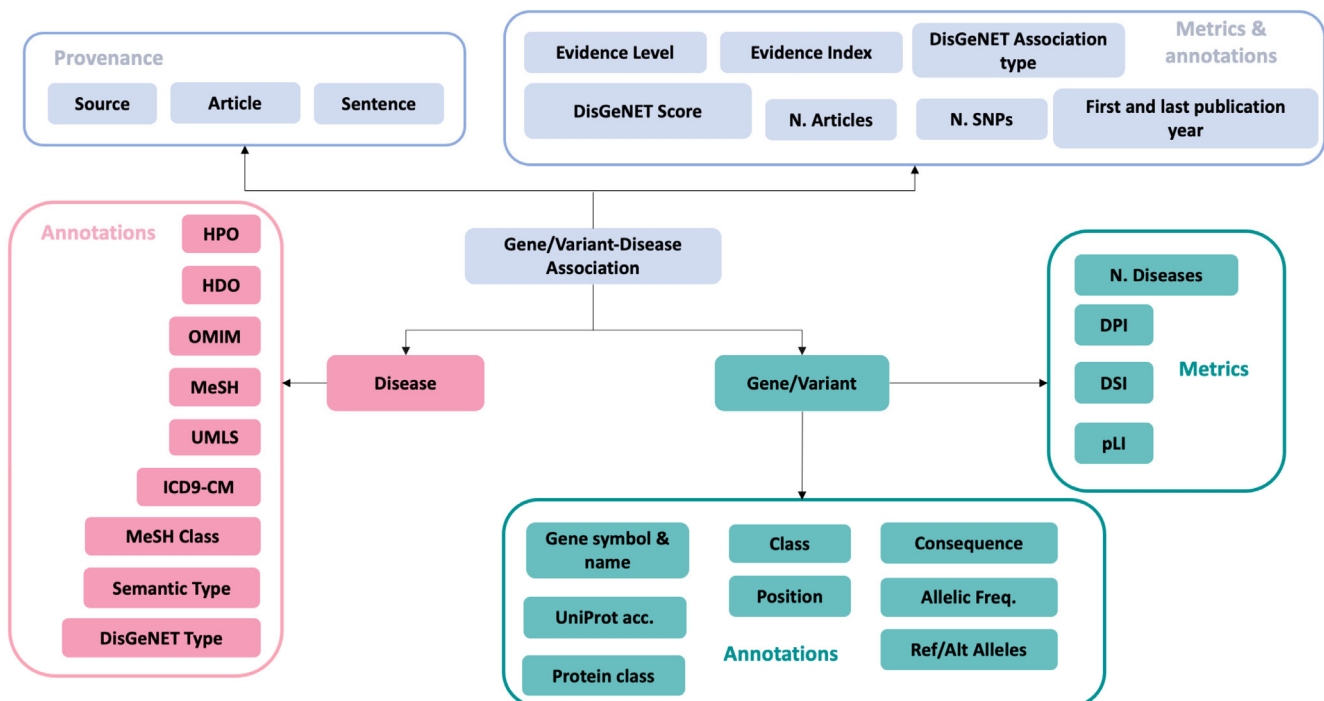 Provenance
Source
Article
Sentence
Metrics &
annotations
Evidence Level
Evidence Index
DisGeNET Association
type
DisGeNET Score
N. Articles
N. SNPs
First and last publication
year
Gene/Variant-Disease
Association
Annotations
HPO
HDO
OMIM
MeSH
UMLS
ICD9-CM
MeSH Class
Semantic Type
DisGeNET Type
Disease
Gene/Variant
N. Diseases
DPI
DSI
pLI
Metrics
Gene symbol &
name
UniProt acc.
Protein class
Class
Position
Annotations
Consequence
Allelic Freq.
Ref/Alt Alleles